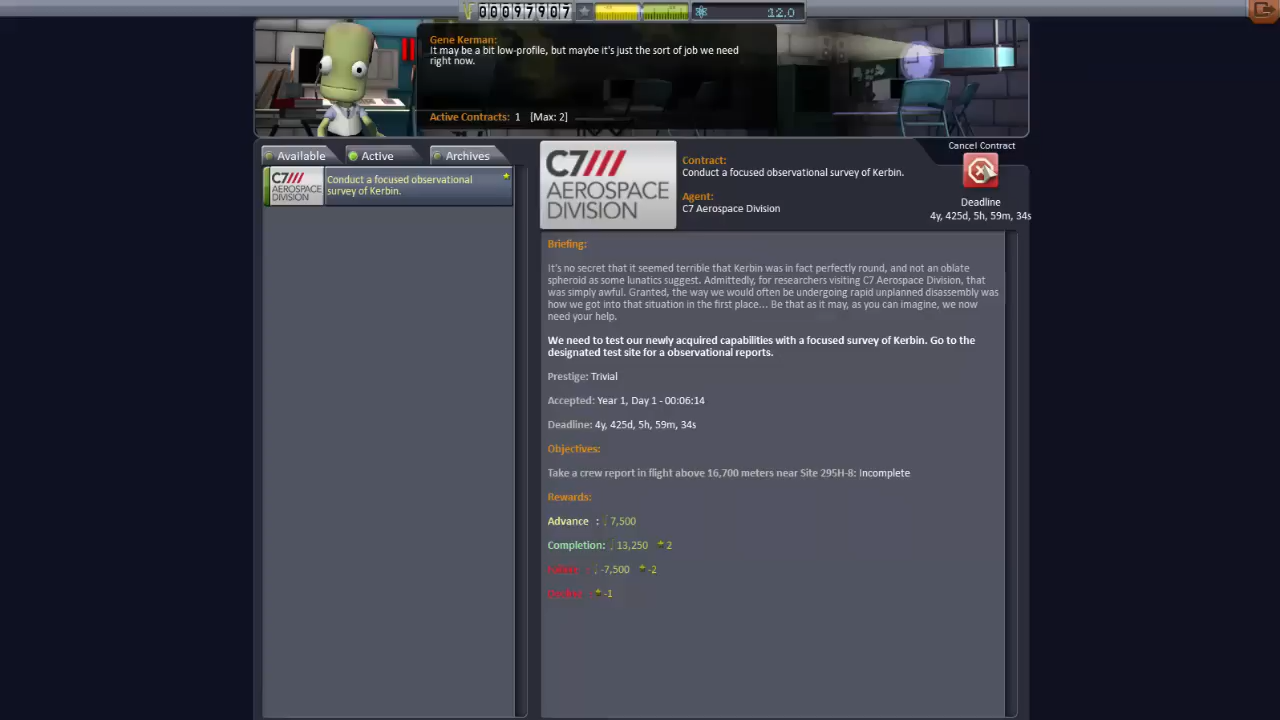 00097907
12.0
Gene Kerman:
It may be a bit low-profile, but maybe it's just the sort of job we need
right now.
Active Contracts: 1 [Max: 2]
Available
Active
Archives
C7///
AEROSPACE
DIVISION
Conduct a focused observational
survey of Kerbin.
C7///
AEROSPACE
DIVISION
Contract:
Conduct a focused observational survey of Kerbin.
Agent:
C7 Aerospace Division
Cancel Contract
Deadline
4y, 425d, 5h, 59m, 34s
Briefing:
It's no secret that it seemed terrible that Kerbin was in fact perfectly round, and not an oblate
spheroid as some lunatics suggest. Admittedly, for researchers visiting C7 Aerospace Division, that
was simply awful. Granted, the way we would often be undergoing rapid unplanned disassembly was
how we got into that situation in the first place... Be that as it may, as you can imagine, we now
need your help.
We need to test our newly acquired capabilities with a focused survey of Kerbin. Go to the
designated test site for a observational reports.
Prestige: Trivial
Accepted: Year 1, Day 1 - 00:06:14
Deadline: 4y, 425d, 5h, 59m, 34s
Objectives:
Take a crew report in flight above 16,700 meters near Site 295H-8: Incomplete
Rewards:
Advance : 7,500
Completion: 13,250 2
-7,500 -2
-1